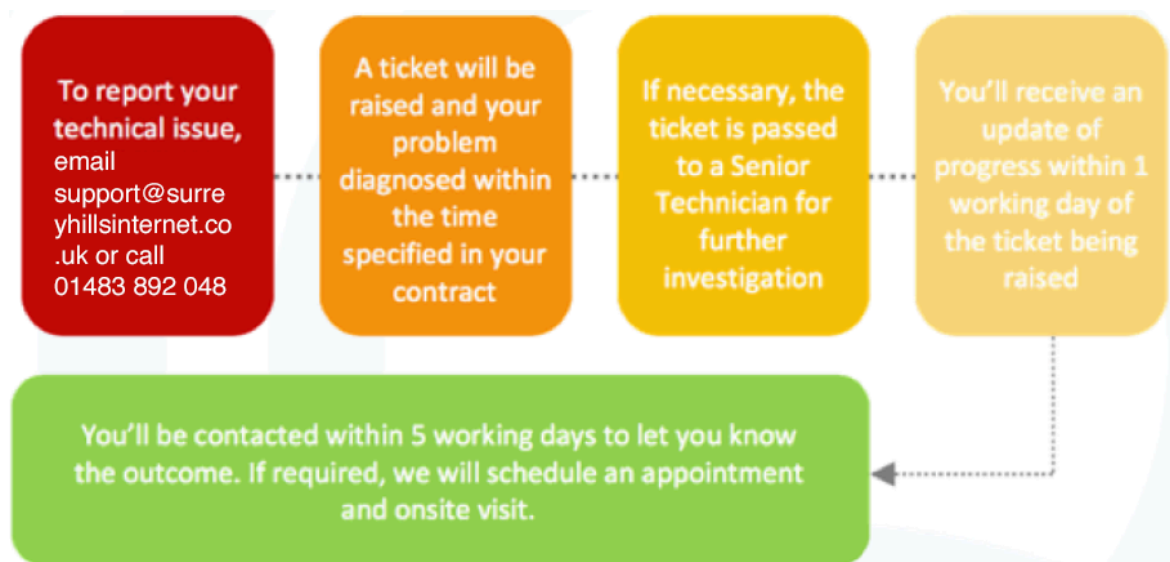 To report your
technical issue,
email
support@surre
yhillsinternet.co
.uk or call
01483 892 048
A ticket will be
raised and your
problem
diagnosed within
the time
specified in your
contract
If necessary, the
ticket is passed
to a Senior
Technician for
further
investigation
You'll receive an
update of
progress within 1
working day of
the ticket being
raised
You'll be contacted within 5 working days to let you know
the outcome. If required, we will schedule an appointment
and onsite visit.